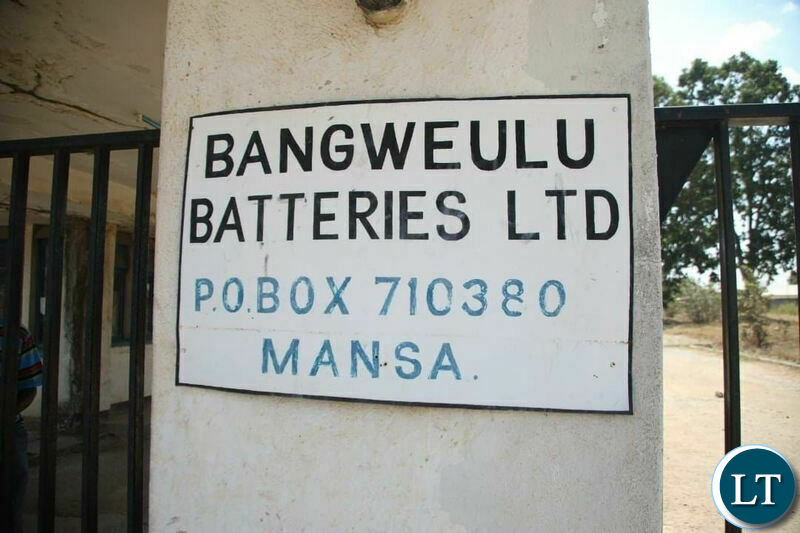 BANGWEULU
BATTERIES LTD
P.O.BOX 710380
MANSA.
LT